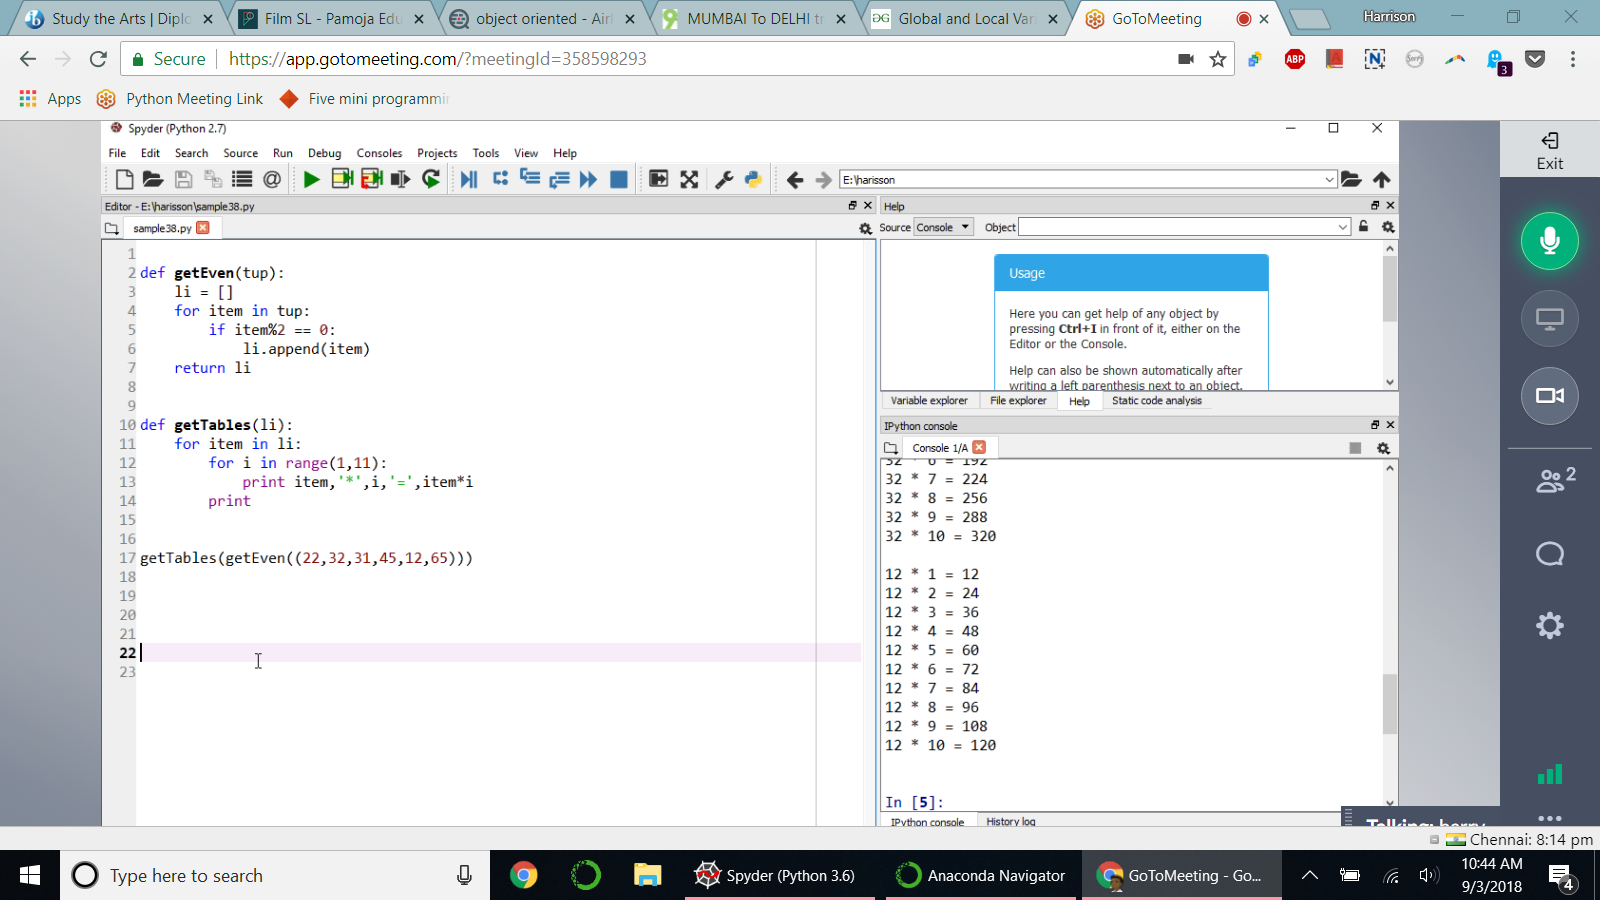 Study the Arts | Diplo
Film SL - Pamoja Edu
object oriented - Airl
MUMBAI To DELHI tr
Global and Local Vari
GoToMeeting
Harrison
Secure
https://app.gotomeeting.com/?meetingId=358598293
ABP
3
Apps
Python Meeting Link
Five mini programmin
Spyder (Python 2.7)
File Edit Search Source Run Debug Consoles Projects Tools View Help
E:\harisson
Exit
Editor - E:\harisson\sample38.py
Help
sample38.py
Source Console Object
1
2 def getEven(tup):
3 li = []
4 for item in tup:
5 if item%2 == 0:
6 li.append(item)
7 return li
8
9
10 def getTables(li):
11 for item in li:
12 for i in range(1,11):
13 print item,'*',i,'=',item*i
14 print
15
16
17 getTables(getEven((22,32,31,45,12,65)))
18
19
20
21
22
23
Usage
Here you can get help of any object by
pressing Ctrl+I in front of it, either on the
Editor or the Console.
Help can also be shown automatically after
writing a left parenthesis next to an object.
Variable explorer File explorer Help Static code analysis
IPython console
Console 1/A
32 * 6 = 192
32 * 7 = 224
32 * 8 = 256
32 * 9 = 288
32 * 10 = 320
12 * 1 = 12
12 * 2 = 24
12 * 3 = 36
12 * 4 = 48
12 * 5 = 60
12 * 6 = 72
12 * 7 = 84
12 * 8 = 96
12 * 9 = 108
12 * 10 = 120
In [5]:
IPython console History log
2
Talking: harry
Chennai: 8:14 pm
Type here to search
Spyder (Python 3.6)
Anaconda Navigator
GoToMeeting - Go...
10:44 AM
9/3/2018
4